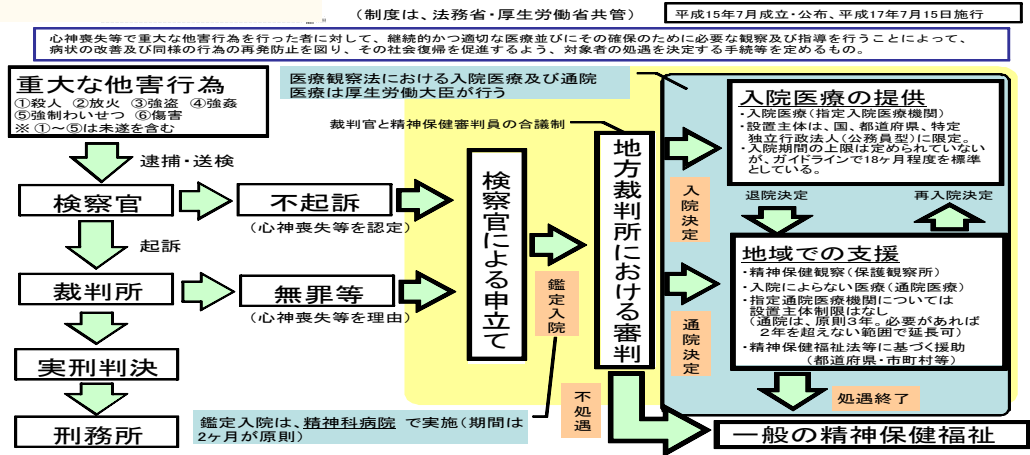 （制度は、法務省・厚生労働省共管）
平成15年7月成立・公布、平成17年7月15日施行
心神喪失等で重大な他害行為を行った者に対して、継続的かつ適切な医療並びにその確保のために必要な観察及び指導を行うことによって、
病状の改善及び同様の行為の再発防止を図り、その社会復帰を促進するよう、対象者の処遇を決定する手続等を定めるもの。
重大な他害行為
①殺人 ②放火 ③強盗 ④強姦
⑤強制わいせつ ⑥傷害
※ ①～⑤は未遂を含む
逮捕・送検
検察官
起訴
裁判所
実刑判決
刑務所
不起訴
（心神喪失等を認定）
無罪等
（心神喪失等を理由）
医療観察法における入院医療及び通院
医療は厚生労働大臣が行う
裁判官と精神保健審判員の合議制
検察官による申立て
鑑定入院
鑑定入院は、精神科病院 で実施（期間は
2ヶ月が原則）
地方裁判所における審判
入院決定
通院決定
不処遇
入院医療の提供
・入院医療（指定入院医療機関）
・設置主体は、国、都道府県、特定
独立行政法人（公務員型）に限定。
・入院期間の上限は定められていない
が、ガイドラインで18ヶ月程度を標準
としている。
退院決定
再入院決定
地域での支援
・精神保健観察（保護観察所）
・入院によらない医療（通院医療）
・指定通院医療機関については
設置主体制限はなし
（通院は、原則3年。必要があれば
2年を超えない範囲で延長可）
・精神保健福祉法等に基づく援助
（都道府県・市町村等）
処遇終了
一般の精神保健福祉